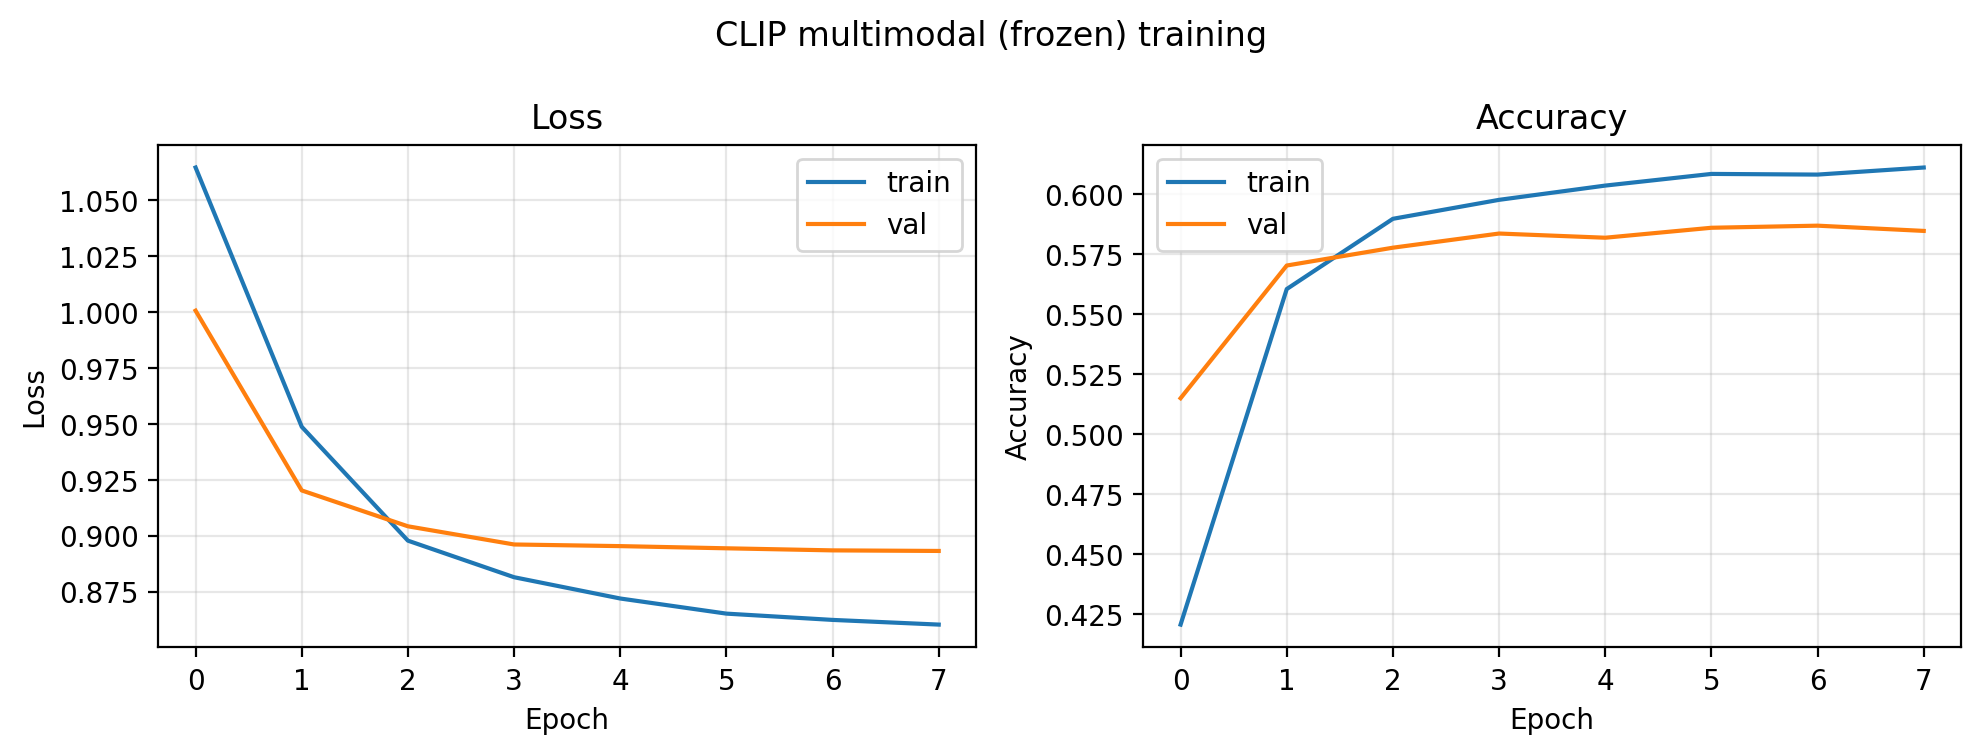 CLIP multimodal (frozen) training
Loss
train
val
1.050
1.025
1.000
0.975
0.950
0.925
0.900
0.875
Loss
0 1 2 3 4 5 6 7
Epoch
Accuracy
train
val
0.600
0.575
0.550
0.525
0.500
0.475
0.450
0.425
Accuracy
0 1 2 3 4 5 6 7
Epoch